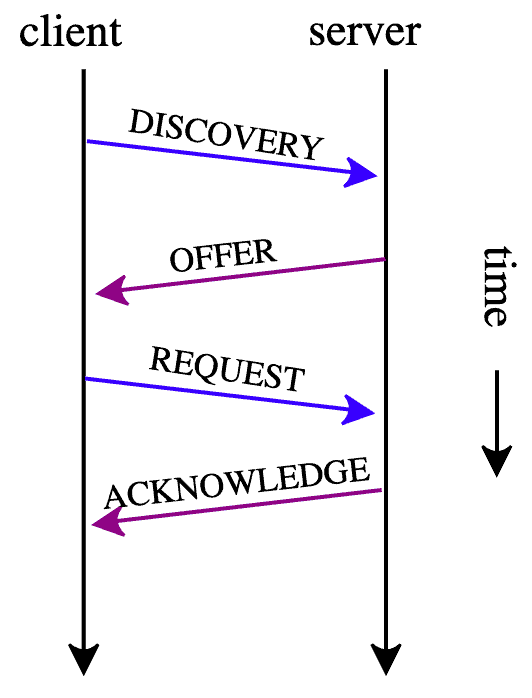 client
server
DISCOVERY
OFFER
time
REQUEST
ACKNOWLEDGE